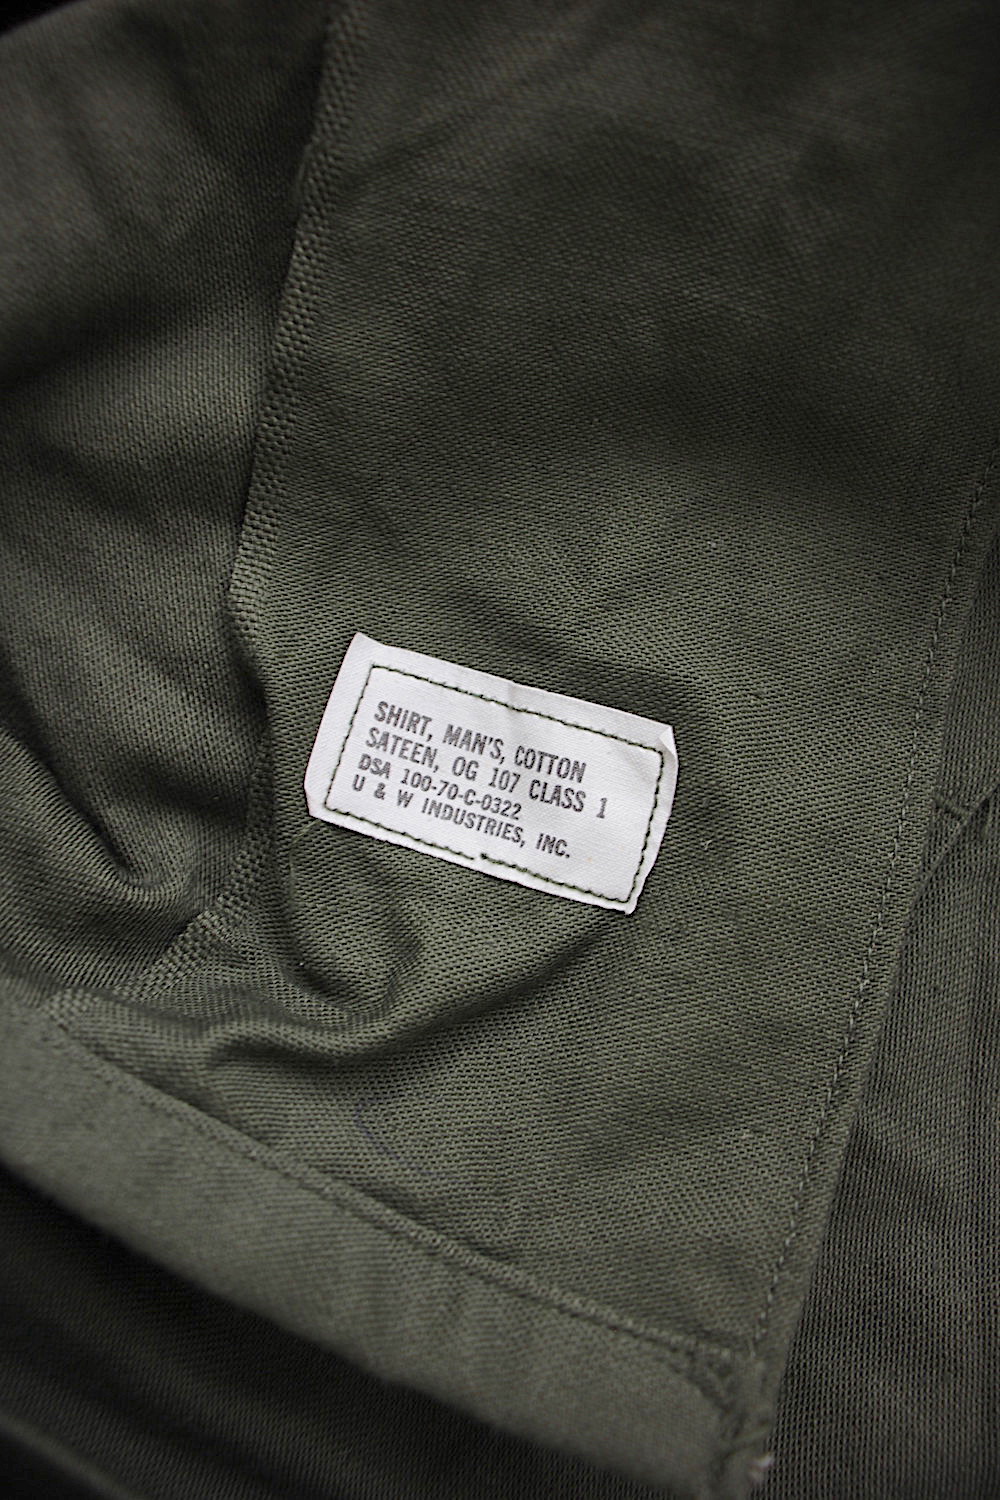 SHIRT, MAN'S, COTTON
SATEEN, OG 107 CLASS 1
DSA 100-70-C-0322
U & W INDUSTRIES, INC.